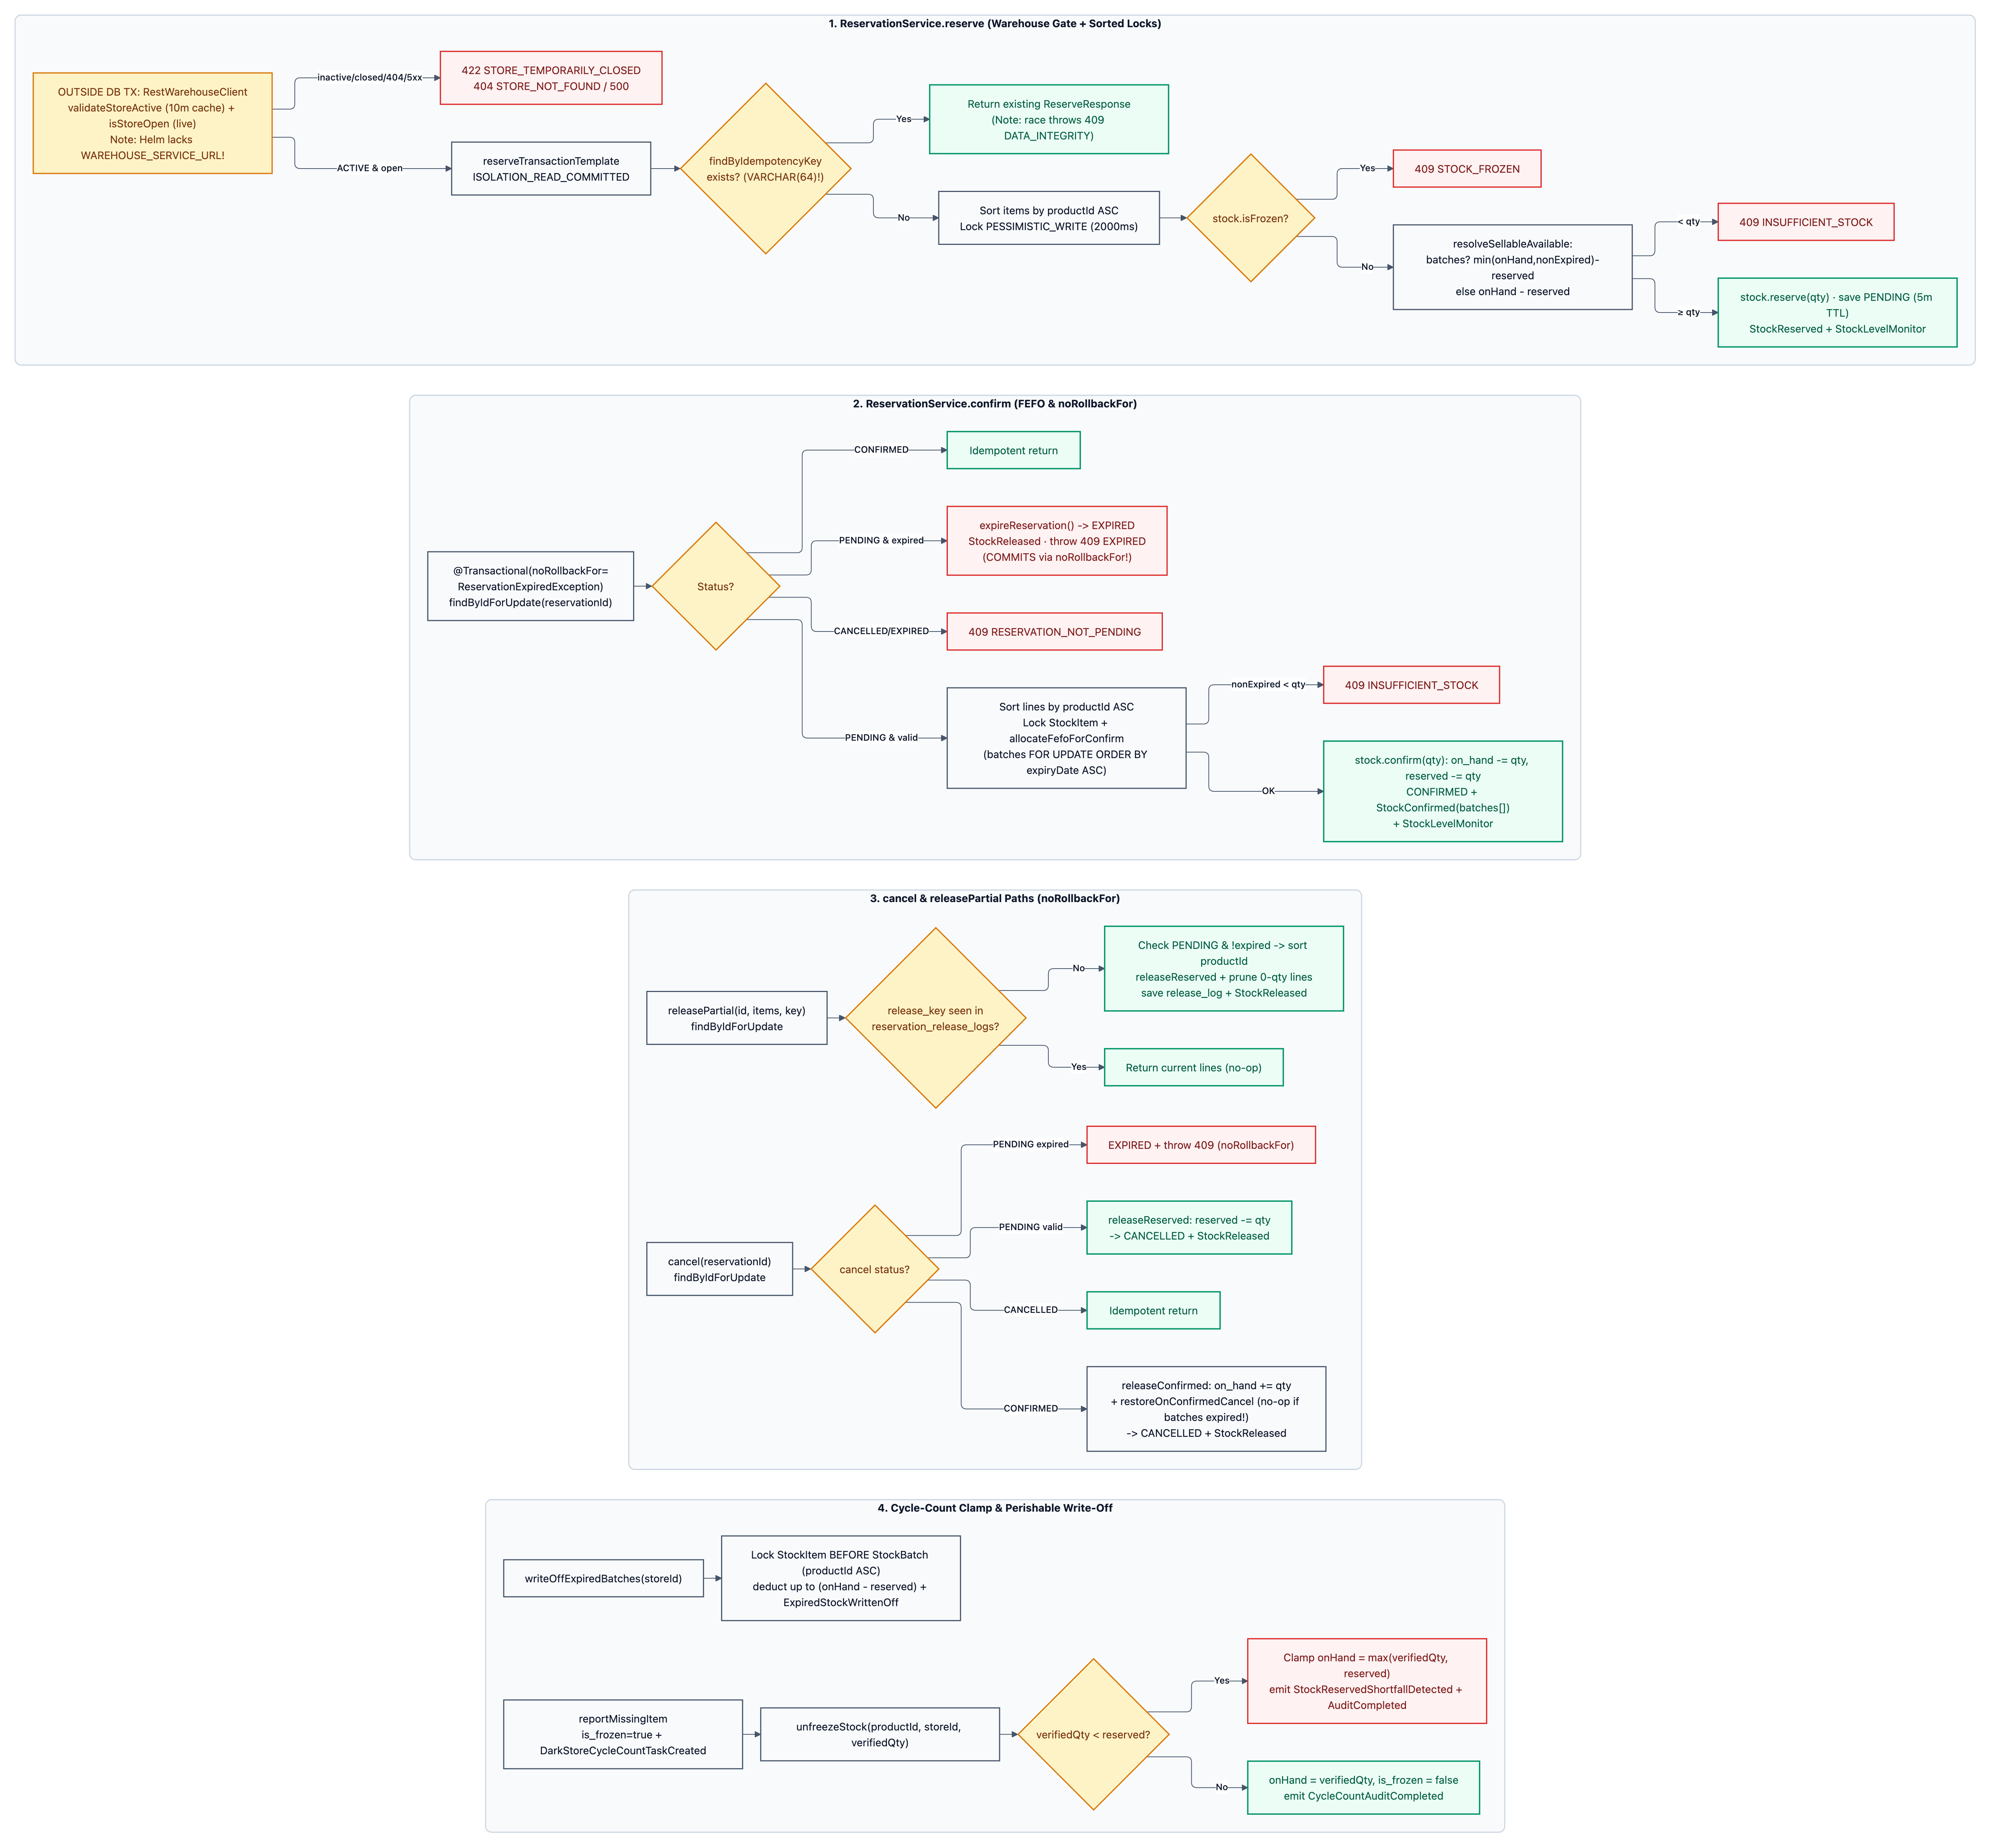 1. ReservationService.reserve (Warehouse Gate + Sorted Locks)
OUTSIDE DB TX: RestWarehouseClient
validateStoreActive (10m cache) +
isStoreOpen (live)
Note: Helm lacks
WAREHOUSE_SERVICE_URL!
inactive/closed/404/5xx
422 STORE_TEMPORARILY_CLOSED
404 STORE_NOT_FOUND / 500
ACTIVE & open
reserveTransactionTemplate
ISOLATION_READ_COMMITTED
findByIdempotencyKey
exists? (VARCHAR(64)!)
Yes
Return existing ReserveResponse
(Note: race throws 409
DATA_INTEGRITY)
No
Sort items by productId ASC
Lock PESSIMISTIC_WRITE (2000ms)
stock.isFrozen?
Yes
409 STOCK_FROZEN
No
resolveSellableAvailable:
batches? min(onHand,nonExpired)-
reserved
else onHand - reserved
< qty
409 INSUFFICIENT_STOCK
≥ qty
stock.reserve(qty) · save PENDING (5m
TTL)
StockReserved + StockLevelMonitor
2. ReservationService.confirm (FEFO & noRollbackFor)
@Transactional(noRollbackFor=
ReservationExpiredException)
findByIdForUpdate(reservationId)
Status?
CONFIRMED
Idempotent return
PENDING & expired
expireReservation() -> EXPIRED
StockReleased · throw 409 EXPIRED
(COMMITS via noRollbackFor!)
CANCELLED/EXPIRED
409 RESERVATION_NOT_PENDING
PENDING & valid
Sort lines by productId ASC
Lock StockItem +
allocateFefoForConfirm
(batches FOR UPDATE ORDER BY
expiryDate ASC)
nonExpired < qty
409 INSUFFICIENT_STOCK
OK
stock.confirm(qty): on_hand -= qty,
reserved -= qty
CONFIRMED +
StockConfirmed(batches[])
+ StockLevelMonitor
3. cancel & releasePartial Paths (noRollbackFor)
releasePartial(id, items, key)
findByIdForUpdate
release_key seen in
reservation_release_logs?
No
Check PENDING & !expired -> sort
productId
releaseReserved + prune 0-qty lines
save release_log + StockReleased
Yes
Return current lines (no-op)
cancel(reservationId)
findByIdForUpdate
cancel status?
PENDING expired
EXPIRED + throw 409 (noRollbackFor)
PENDING valid
releaseReserved: reserved -= qty
-> CANCELLED + StockReleased
CANCELLED
Idempotent return
CONFIRMED
releaseConfirmed: on_hand += qty
+ restoreOnConfirmedCancel (no-op if
batches expired!)
-> CANCELLED + StockReleased
4. Cycle-Count Clamp & Perishable Write-Off
writeOffExpiredBatches(storeId)
Lock StockItem BEFORE StockBatch
(productId ASC)
deduct up to (onHand - reserved) +
ExpiredStockWrittenOff
reportMissingItem
is_frozen=true +
DarkStoreCycleCountTaskCreated
unfreezeStock(productId, storeId,
verifiedQty)
verifiedQty < reserved?
Yes
Clamp onHand = max(verifiedQty,
reserved)
emit StockReservedShortfallDetected +
AuditCompleted
No
onHand = verifiedQty, is_frozen = false
emit CycleCountAuditCompleted